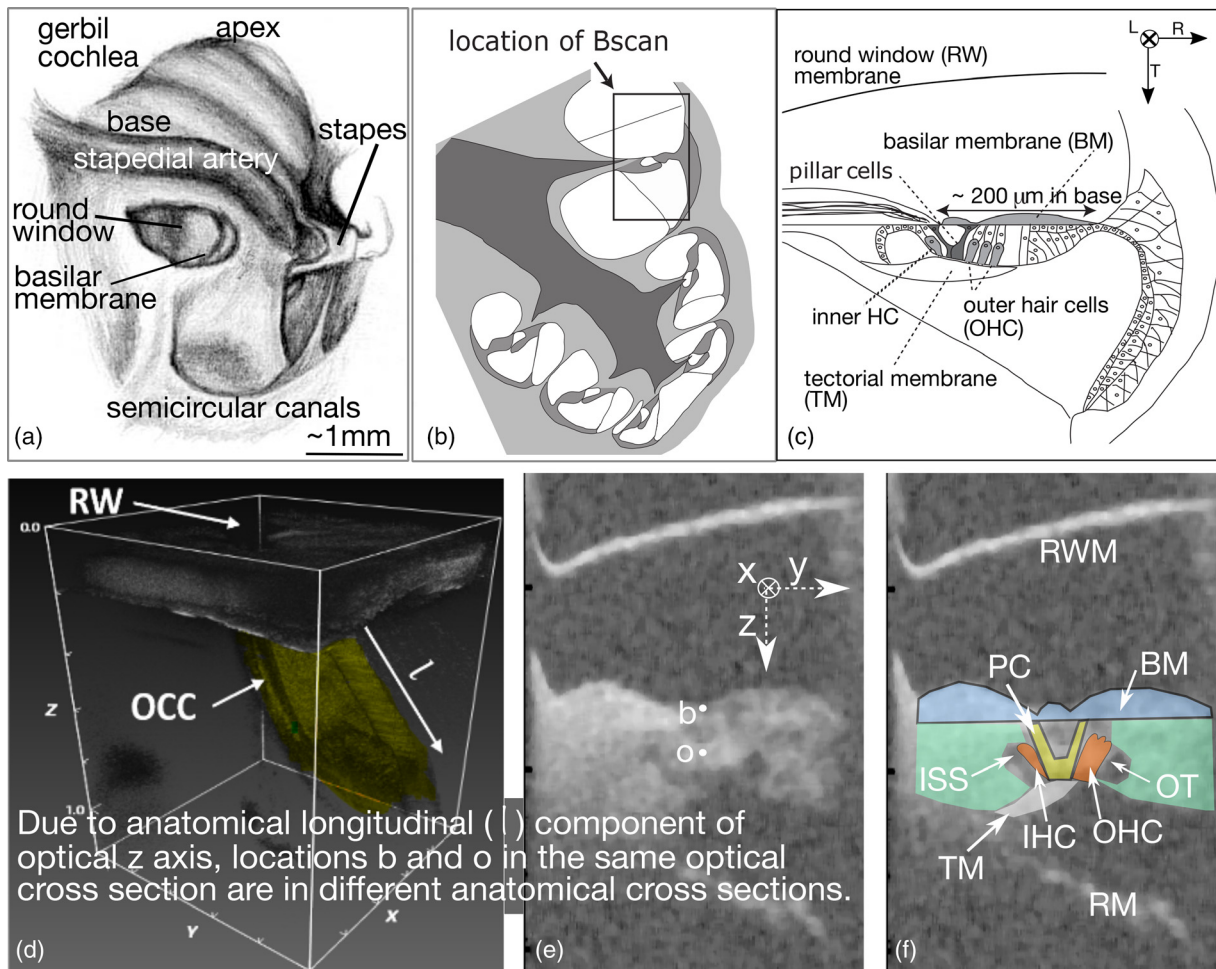 gerbil
cochlea
apex
base
stapedial artery
stapes
round
window
basilar
membrane
semicircular canals
(a)
~1mm
location of Bscan
(b)
L
R
T
round window (RW)
membrane
basilar membrane (BM)
pillar cells
~ 200 μm in base
inner HC
outer hair cells
(OHC)
tectorial membrane
(TM)
(c)
RW
0.0
l
OCC
Z
1.0
Due to anatomical longitudinal ( l ) component of
optical z axis, locations b and o in the same optical
cross section are in different anatomical cross sections.
Y
X
(d)
x
y
z
b
o
(e)
RWM
PC
BM
ISS
OT
IHC
OHC
TM
RM
(f)